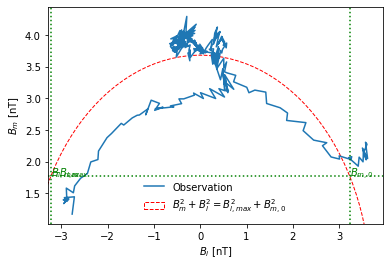 4.0
3.5
3.0
2.5
2.0
1.5
B_m [nT]
B_{m,0}
Observation
B_m^2 + B_l^2 = B_{l,max}^2 + B_{m,0}^2
−3 −2 −1 0 1 2 3
B_l [nT]